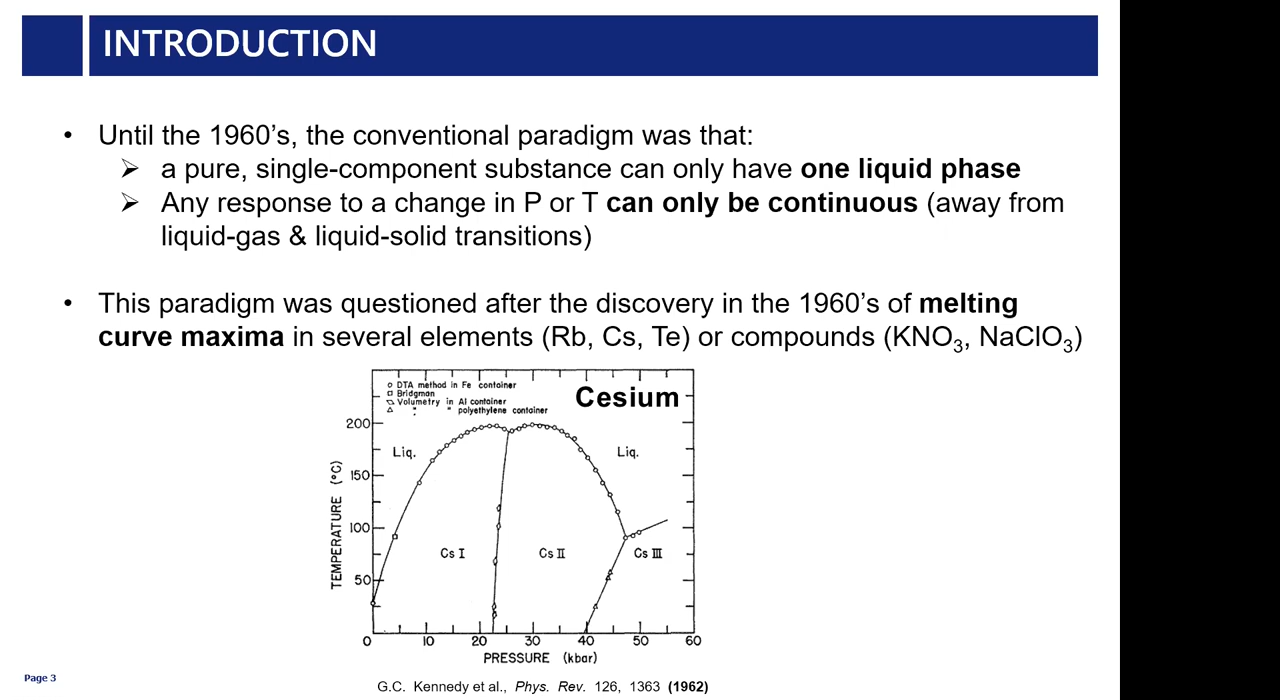 INTRODUCTION
• Until the 1960’s, the conventional paradigm was that:
➢ a pure, single-component substance can only have one liquid phase
➢ Any response to a change in P or T can only be continuous (away from
liquid-gas & liquid-solid transitions)
• This paradigm was questioned after the discovery in the 1960’s of melting
curve maxima in several elements (Rb, Cs, Te) or compounds (KNO₃, NaClO₃)
DTA method in Fe container
Bridgman
Volumetry in Al container
" " polyethylene container
Cesium
TEMPERATURE (°C)
200
150
100
50
Liq.
Liq.
Cs I
Cs II
Cs III
0 10 20 30 40 50 60
PRESSURE (kbar)
G.C. Kennedy et al., Phys. Rev. 126, 1363 (1962)
Page 3